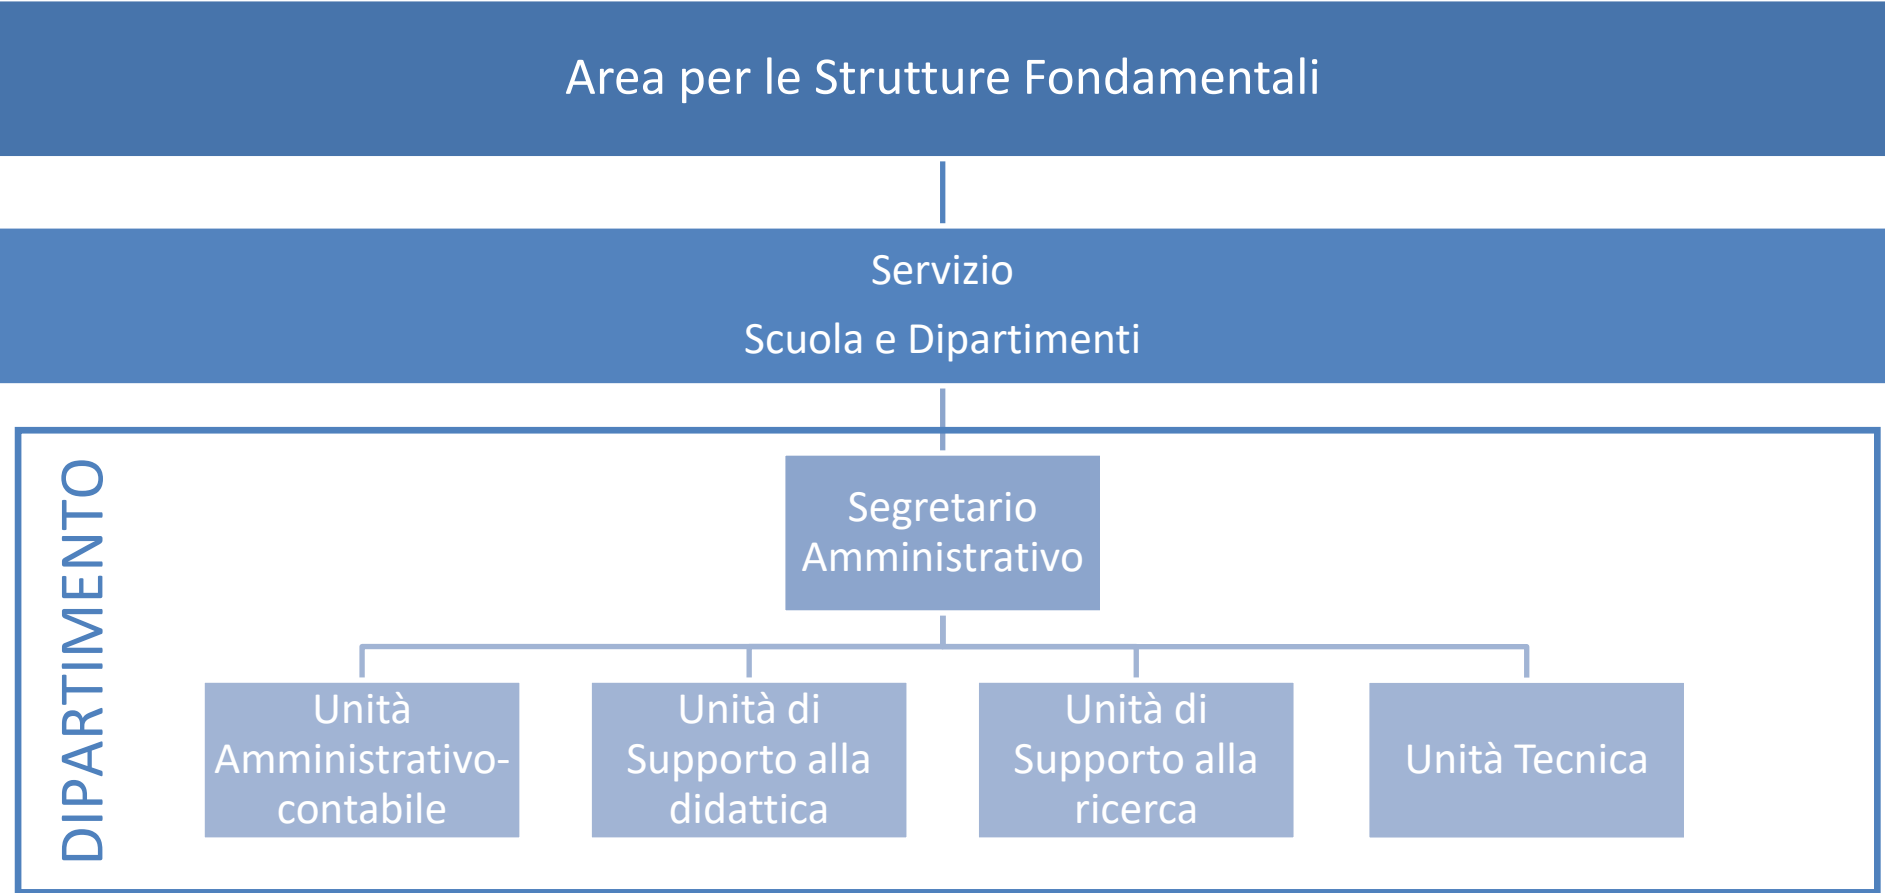 Area per le Strutture Fondamentali
Servizio
Scuola e Dipartimenti
DIPARTIMENTO
Segretario
Amministrativo
Unità
Amministrativo-
contabile
Unità di
Supporto alla
didattica
Unità di
Supporto alla
ricerca
Unità Tecnica